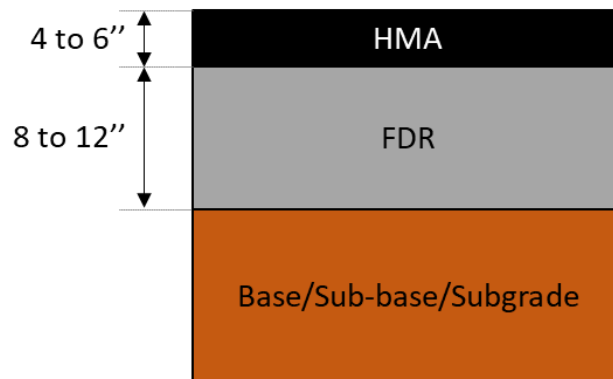 4 to 6’’
HMA
8 to 12’’
FDR
Base/Sub-base/Subgrade